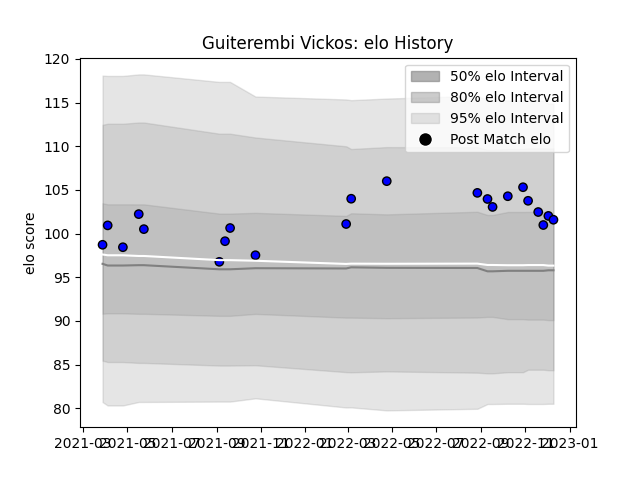 Guiterembi Vickos: elo History
120
115
110
105
100
95
90
85
80
elo score
50% elo Interval
80% elo Interval
95% elo Interval
Post Match elo
2021-03 2021-05 2021-07 2021-09 2021-11 2022-01 2022-03 2022-05 2022-07 2022-09 2022-11 2023-01